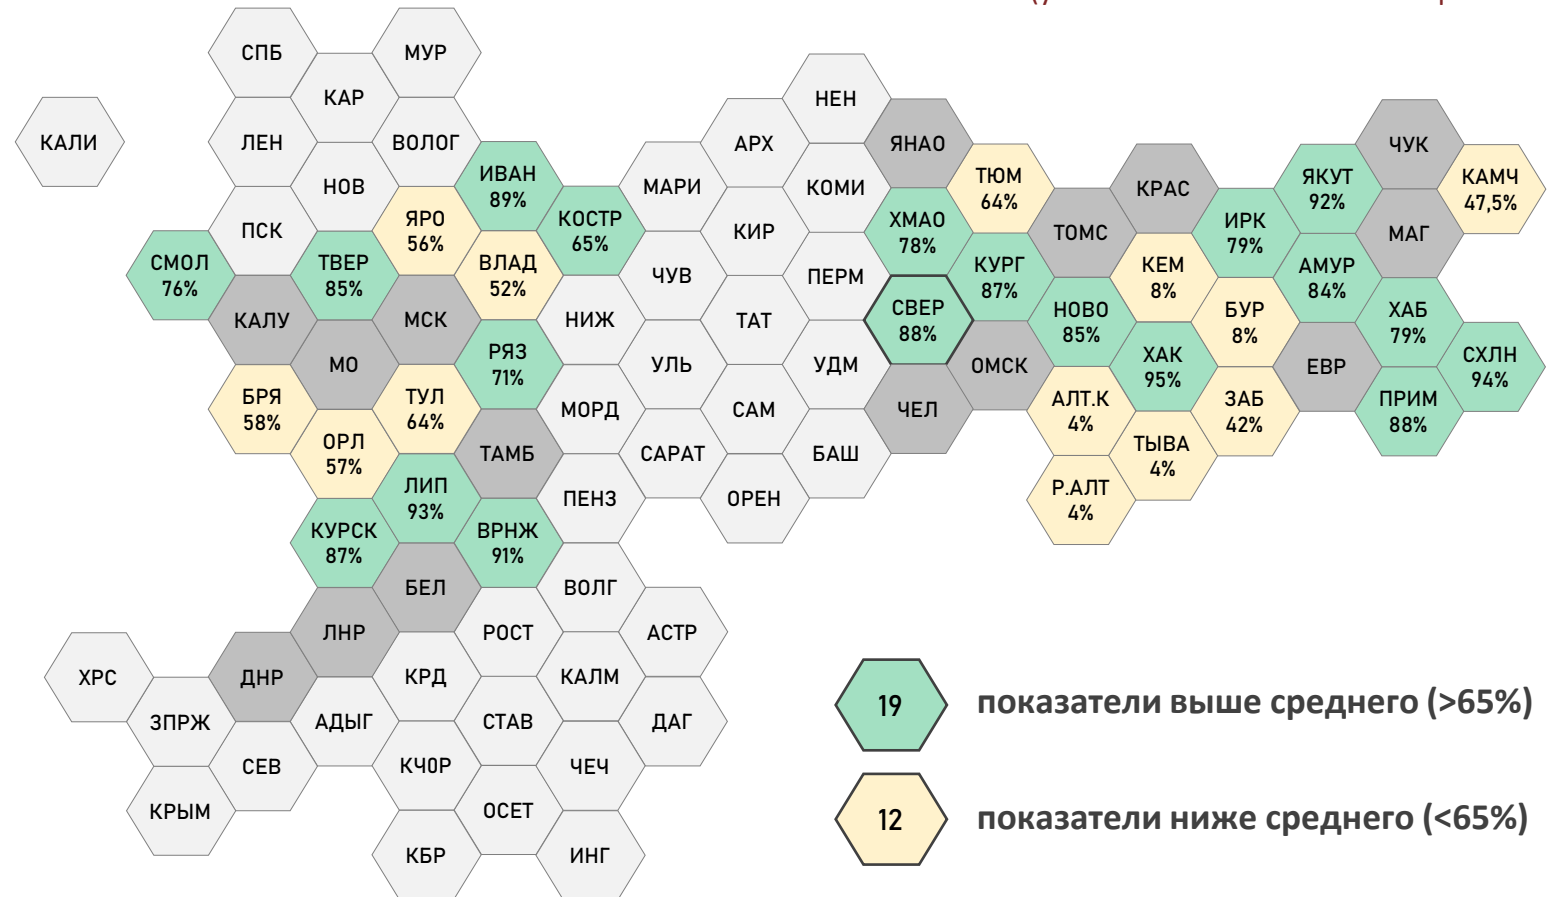 СПБ
МУР
КАР
НЕН
КАЛИ
ЛЕН
ВОЛОГ
АРХ
ЯНАО
ЧУК
НОВ
ИВАН
89%
МАРИ
КОМИ
ТЮМ
64%
КРАС
ЯКУТ
92%
КАМЧ
47,5%
ПСК
ЯРО
56%
КОСТР
65%
КИР
ХМАО
78%
ТОМС
ИРК
79%
МАГ
СМОЛ
76%
ТВЕР
85%
ВЛАД
52%
ЧУВ
ПЕРМ
КУРГ
87%
КЕМ
8%
АМУР
84%
КАЛУ
МСК
НИЖ
ТАТ
СВЕР
88%
НОВО
85%
БУР
8%
ХАБ
79%
МО
РЯЗ
71%
УЛЬ
УДМ
ОМСК
ХАК
95%
ЕВР
СХЛН
94%
БРЯ
58%
ТУЛ
64%
МОРД
САМ
ЧЕЛ
АЛТ.К
4%
ЗАБ
42%
ПРИМ
88%
ОРЛ
57%
ТАМБ
САРАТ
БАШ
ТЫВА
4%
ЛИП
93%
ПЕНЗ
ОРЕН
Р.АЛТ
4%
КУРСК
87%
ВРНЖ
91%
БЕЛ
ВОЛГ
ЛНР
РОСТ
АСТР
ХРС
ДНР
КРД
КАЛМ
ЗПРЖ
АДЫГ
СТАВ
ДАГ
СЕВ
КЧ0Р
ЧЕЧ
КРЫМ
ОСЕТ
КБР
ИНГ
19
показатели выше среднего (>65%)
12
показатели ниже среднего (<65%)